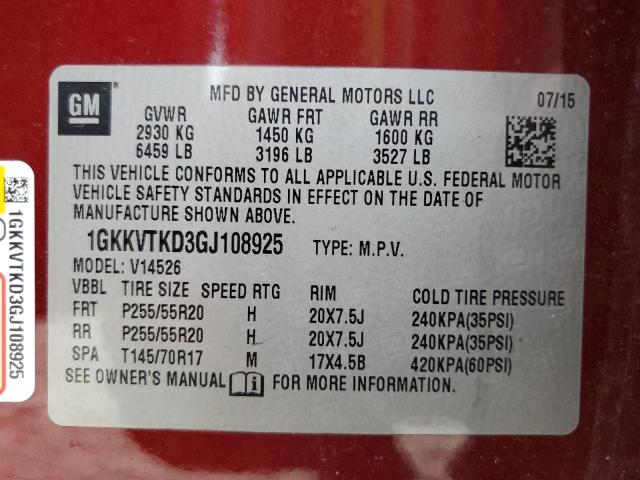 GM
MFD BY GENERAL MOTORS LLC 07/15
GVWR GAWR FRT GAWR RR
2930 KG 1450 KG 1600 KG
6459 LB 3196 LB 3527 LB
THIS VEHICLE CONFORMS TO ALL APPLICABLE U.S. FEDERAL MOTOR
VEHICLE SAFETY STANDARDS IN EFFECT ON THE DATE OF
MANUFACTURE SHOWN ABOVE.
1GKKVTKD3GJ108925 TYPE: M.P.V.
MODEL: V14526
VBBL TIRE SIZE SPEED RTG RIM COLD TIRE PRESSURE
FRT P255/55R20 H 20X7.5J 240KPA(35PSI)
RR P255/55R20 H 20X7.5J 240KPA(35PSI)
SPA T145/70R17 M 17X4.5B 420KPA(60PSI)
SEE OWNER'S MANUAL FOR MORE INFORMATION.
1GKKVTKD3GJ108925